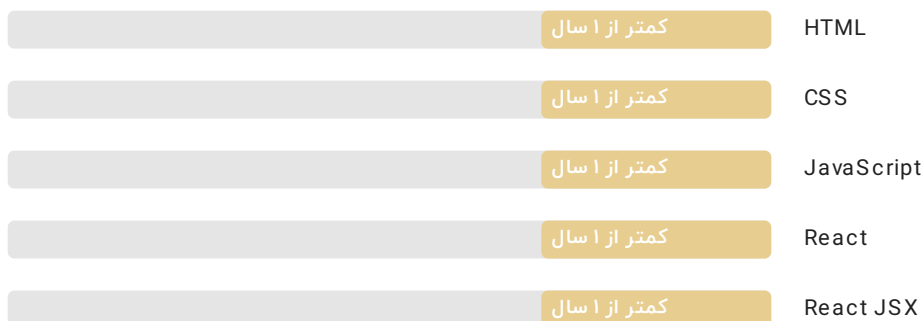 HTML
کمتر از ۱ سال
CSS
کمتر از ۱ سال
JavaScript
کمتر از ۱ سال
React
کمتر از ۱ سال
React JSX
کمتر از ۱ سال